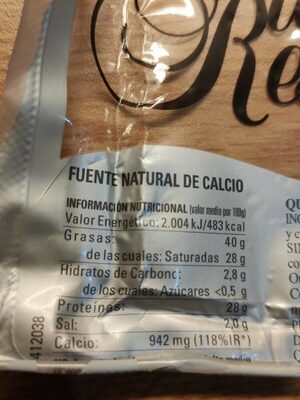 Re
FUENTE NATURAL DE CALCIO
INFORMACIÓN NUTRICIONAL (valor medio por 100g)
Valor Energético: 2.004 kJ/483 kcal
Grasas: 40 g
de las cuales: Saturadas 28 g
Hidratos de Carbono: 2,8 g
de los cuales: Azúcares <0,5 g
Proteínas: 28 g
Sal: 2,0 g
Calcio: 942 mg (118%IR*)
412038